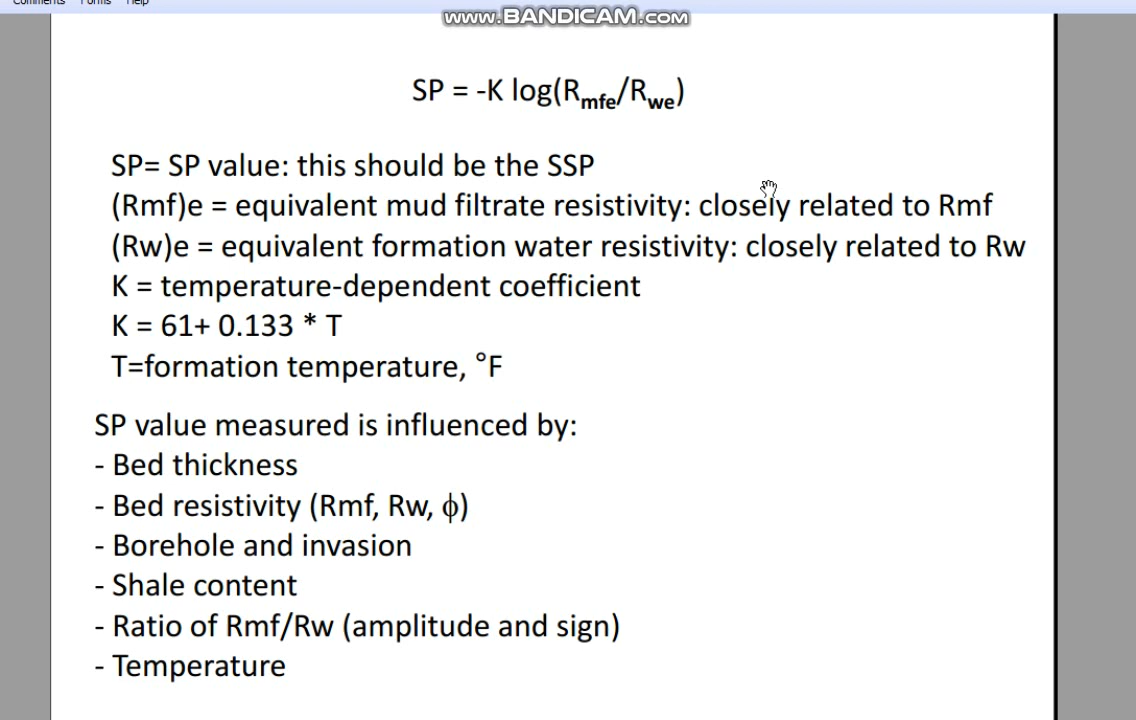 Comments Forms Help
www.BANDICAM.com
SP = -K log(Rmfe/Rwe)
SP= SP value: this should be the SSP
(Rmf)e = equivalent mud filtrate resistivity: closely related to Rmf
(Rw)e = equivalent formation water resistivity: closely related to Rw
K = temperature-dependent coefficient
K = 61+ 0.133 * T
T=formation temperature, °F
SP value measured is influenced by:
- Bed thickness
- Bed resistivity (Rmf, Rw, ϕ)
- Borehole and invasion
- Shale content
- Ratio of Rmf/Rw (amplitude and sign)
- Temperature